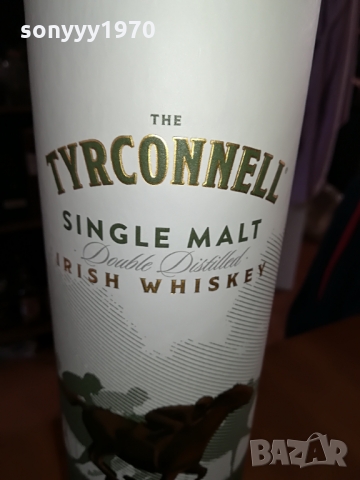 sonyyy1970
THE
TYRCONNELL
SINGLE MALT
Double Distilled
IRISH WHISKEY
BAZAR